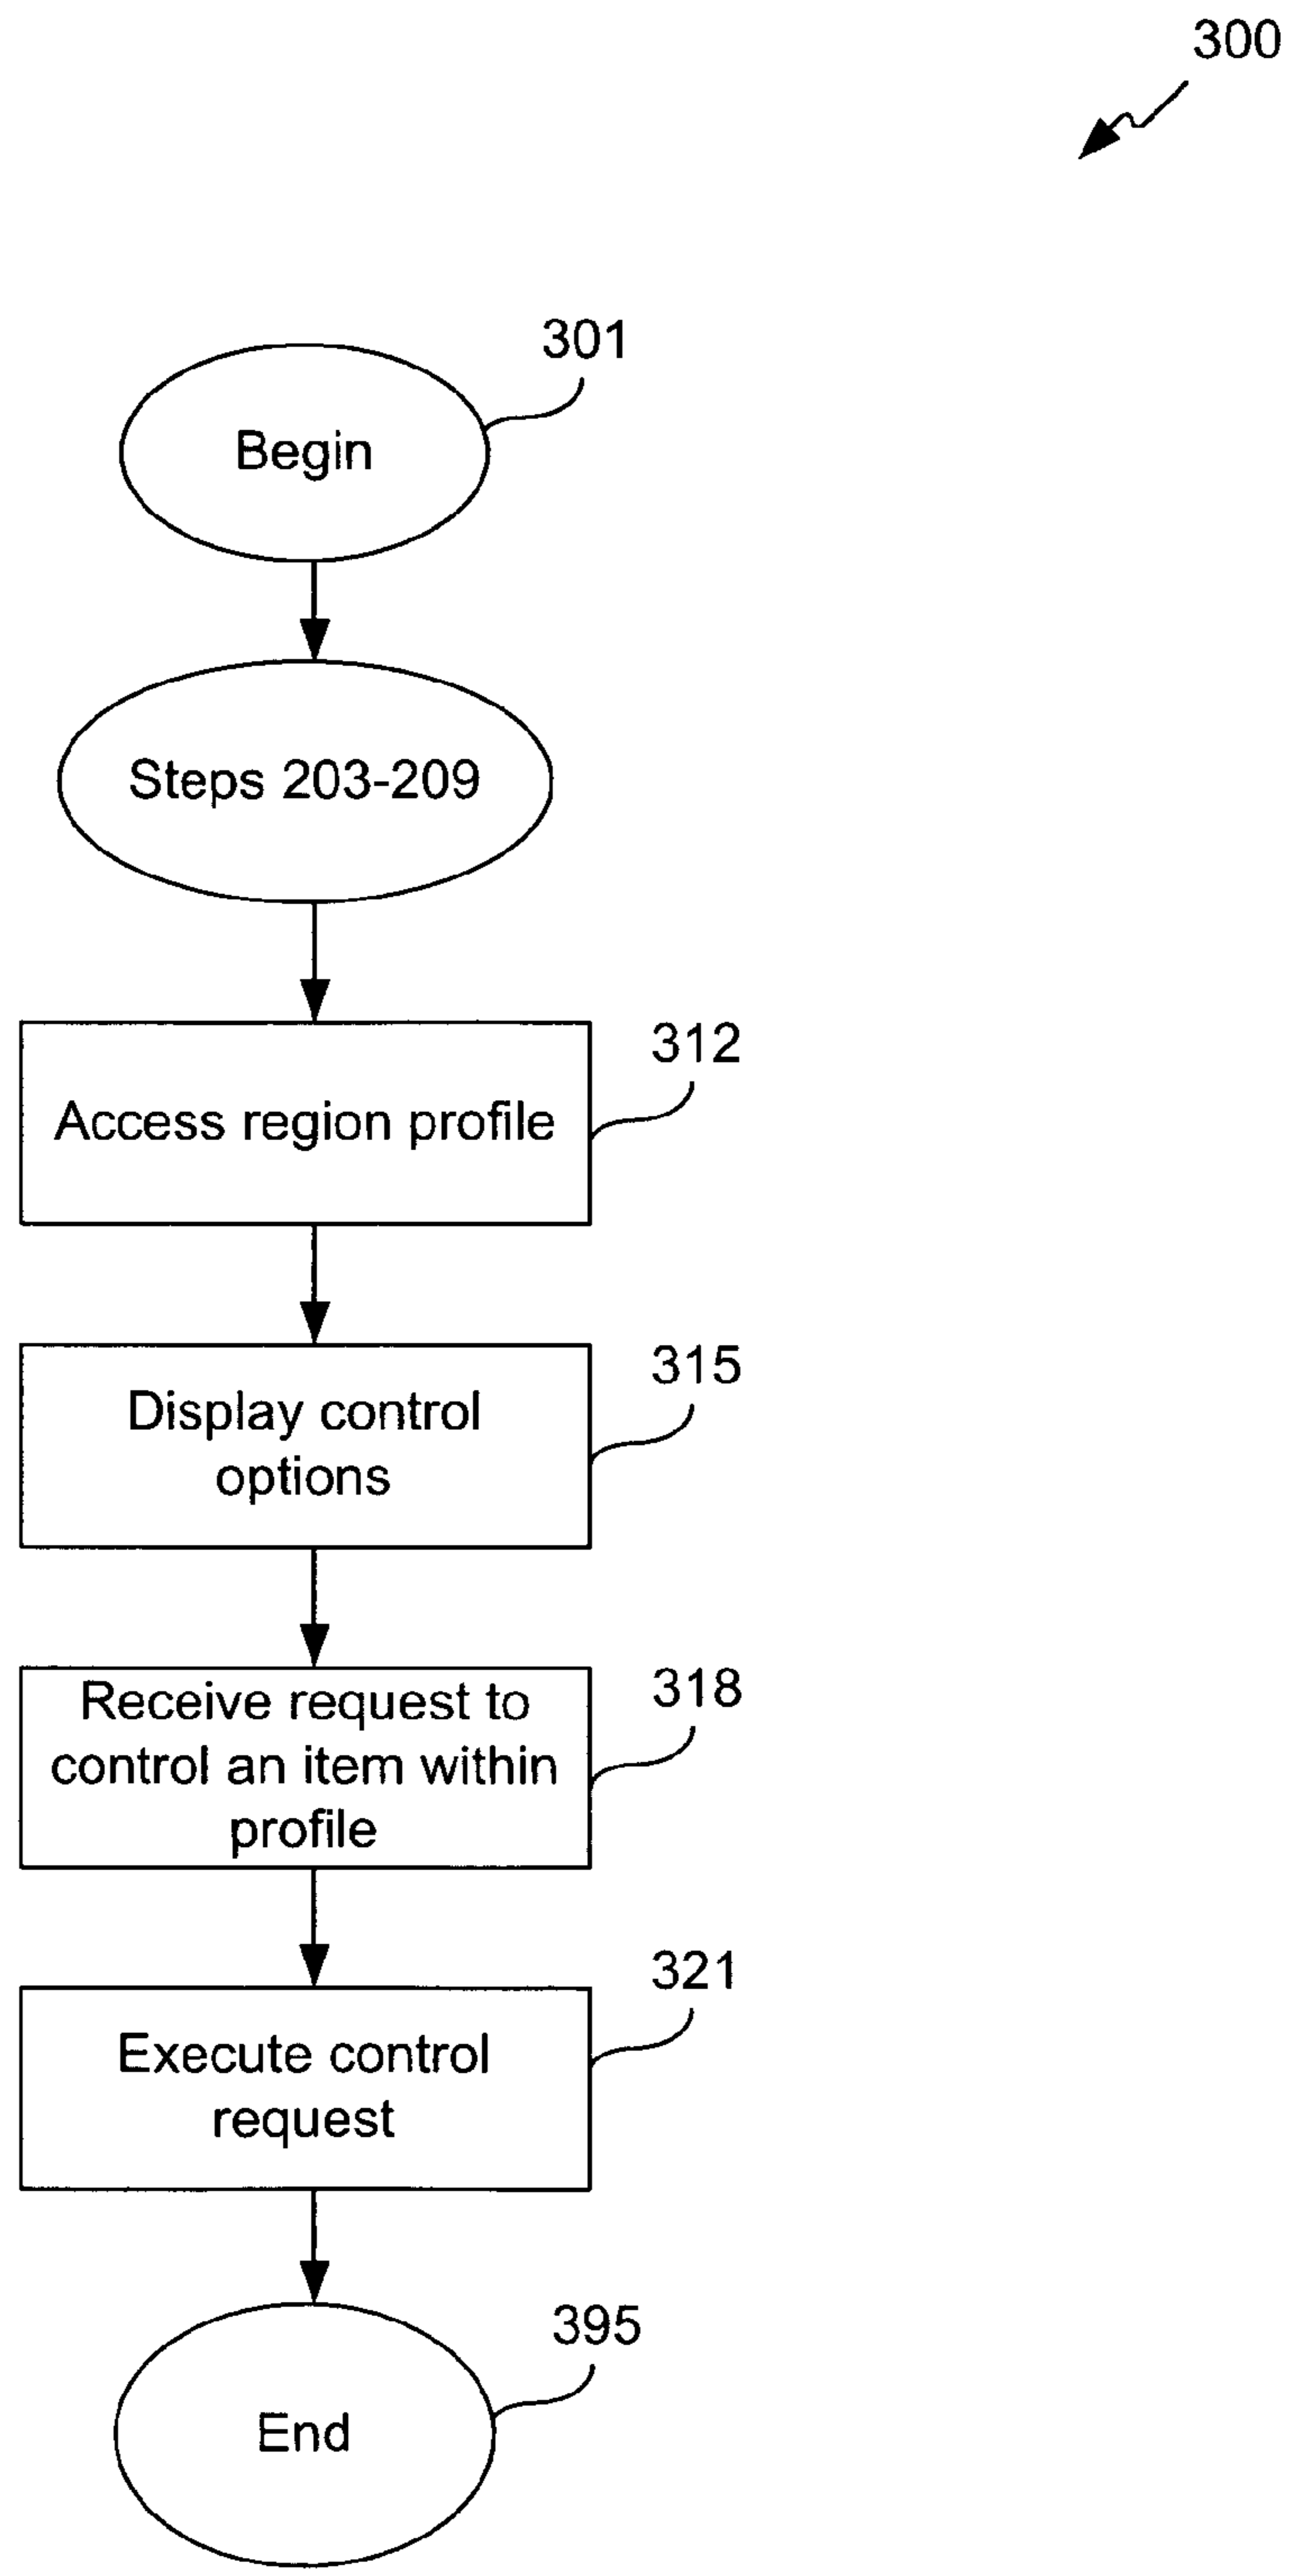 300
301
Begin
Steps 203-209
312
Access region profile
315
Display control
options
318
Receive request to
control an item within
profile
321
Execute control
request
395
End